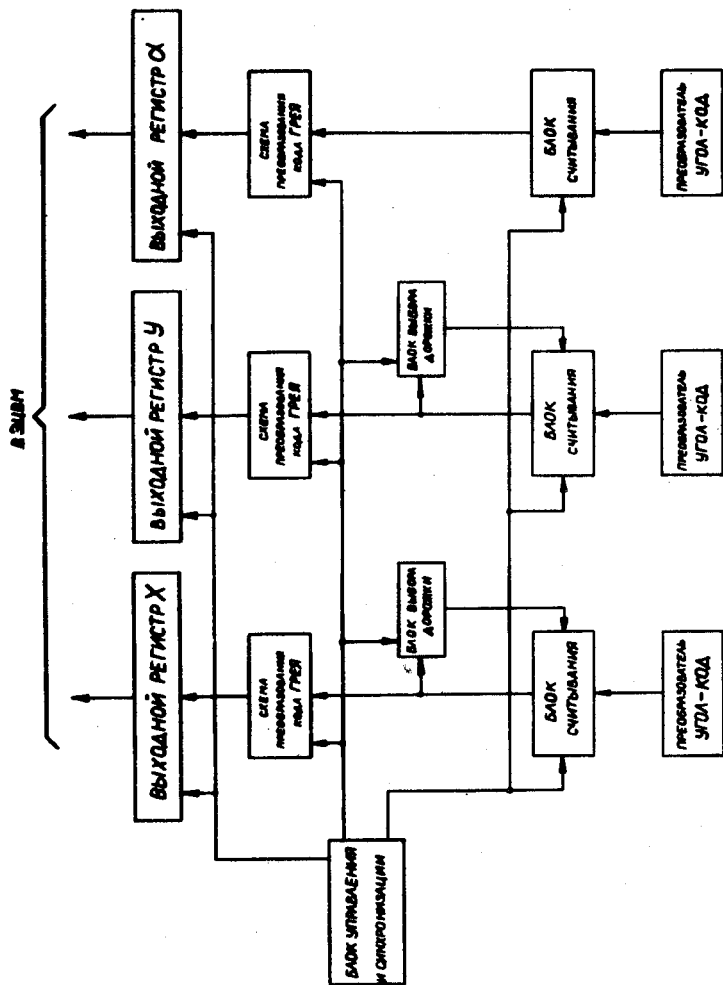 В ЭЦВМ
ВЫХОДНОЙ РЕГИСТР X
ВЫХОДНОЙ РЕГИСТР У
ВЫХОДНОЙ РЕГИСТР α
СХЕМА
ПРЕОБРАЗОВАНИЯ
КОДА ГРЕЯ
СХЕМА
ПРЕОБРАЗОВАНИЯ
КОДА ГРЕЯ
СХЕМА
ПРЕОБРАЗОВАНИЯ
КОДА ГРЕЯ
БЛОК УПРАВЛЕНИЯ
И СИНХРОНИЗАЦИИ
БЛОК ВЫБОРА
ДОРОЖКИ
БЛОК ВЫБОРА
ДОРОЖКИ
БЛОК
СЧИТЫВАНИЯ
БЛОК
СЧИТЫВАНИЯ
БЛОК
СЧИТЫВАНИЯ
ПРЕОБРАЗОВАТЕЛЬ
УГОЛ-КОД
ПРЕОБРАЗОВАТЕЛЬ
УГОЛ-КОД
ПРЕОБРАЗОВАТЕЛЬ
УГОЛ-КОД